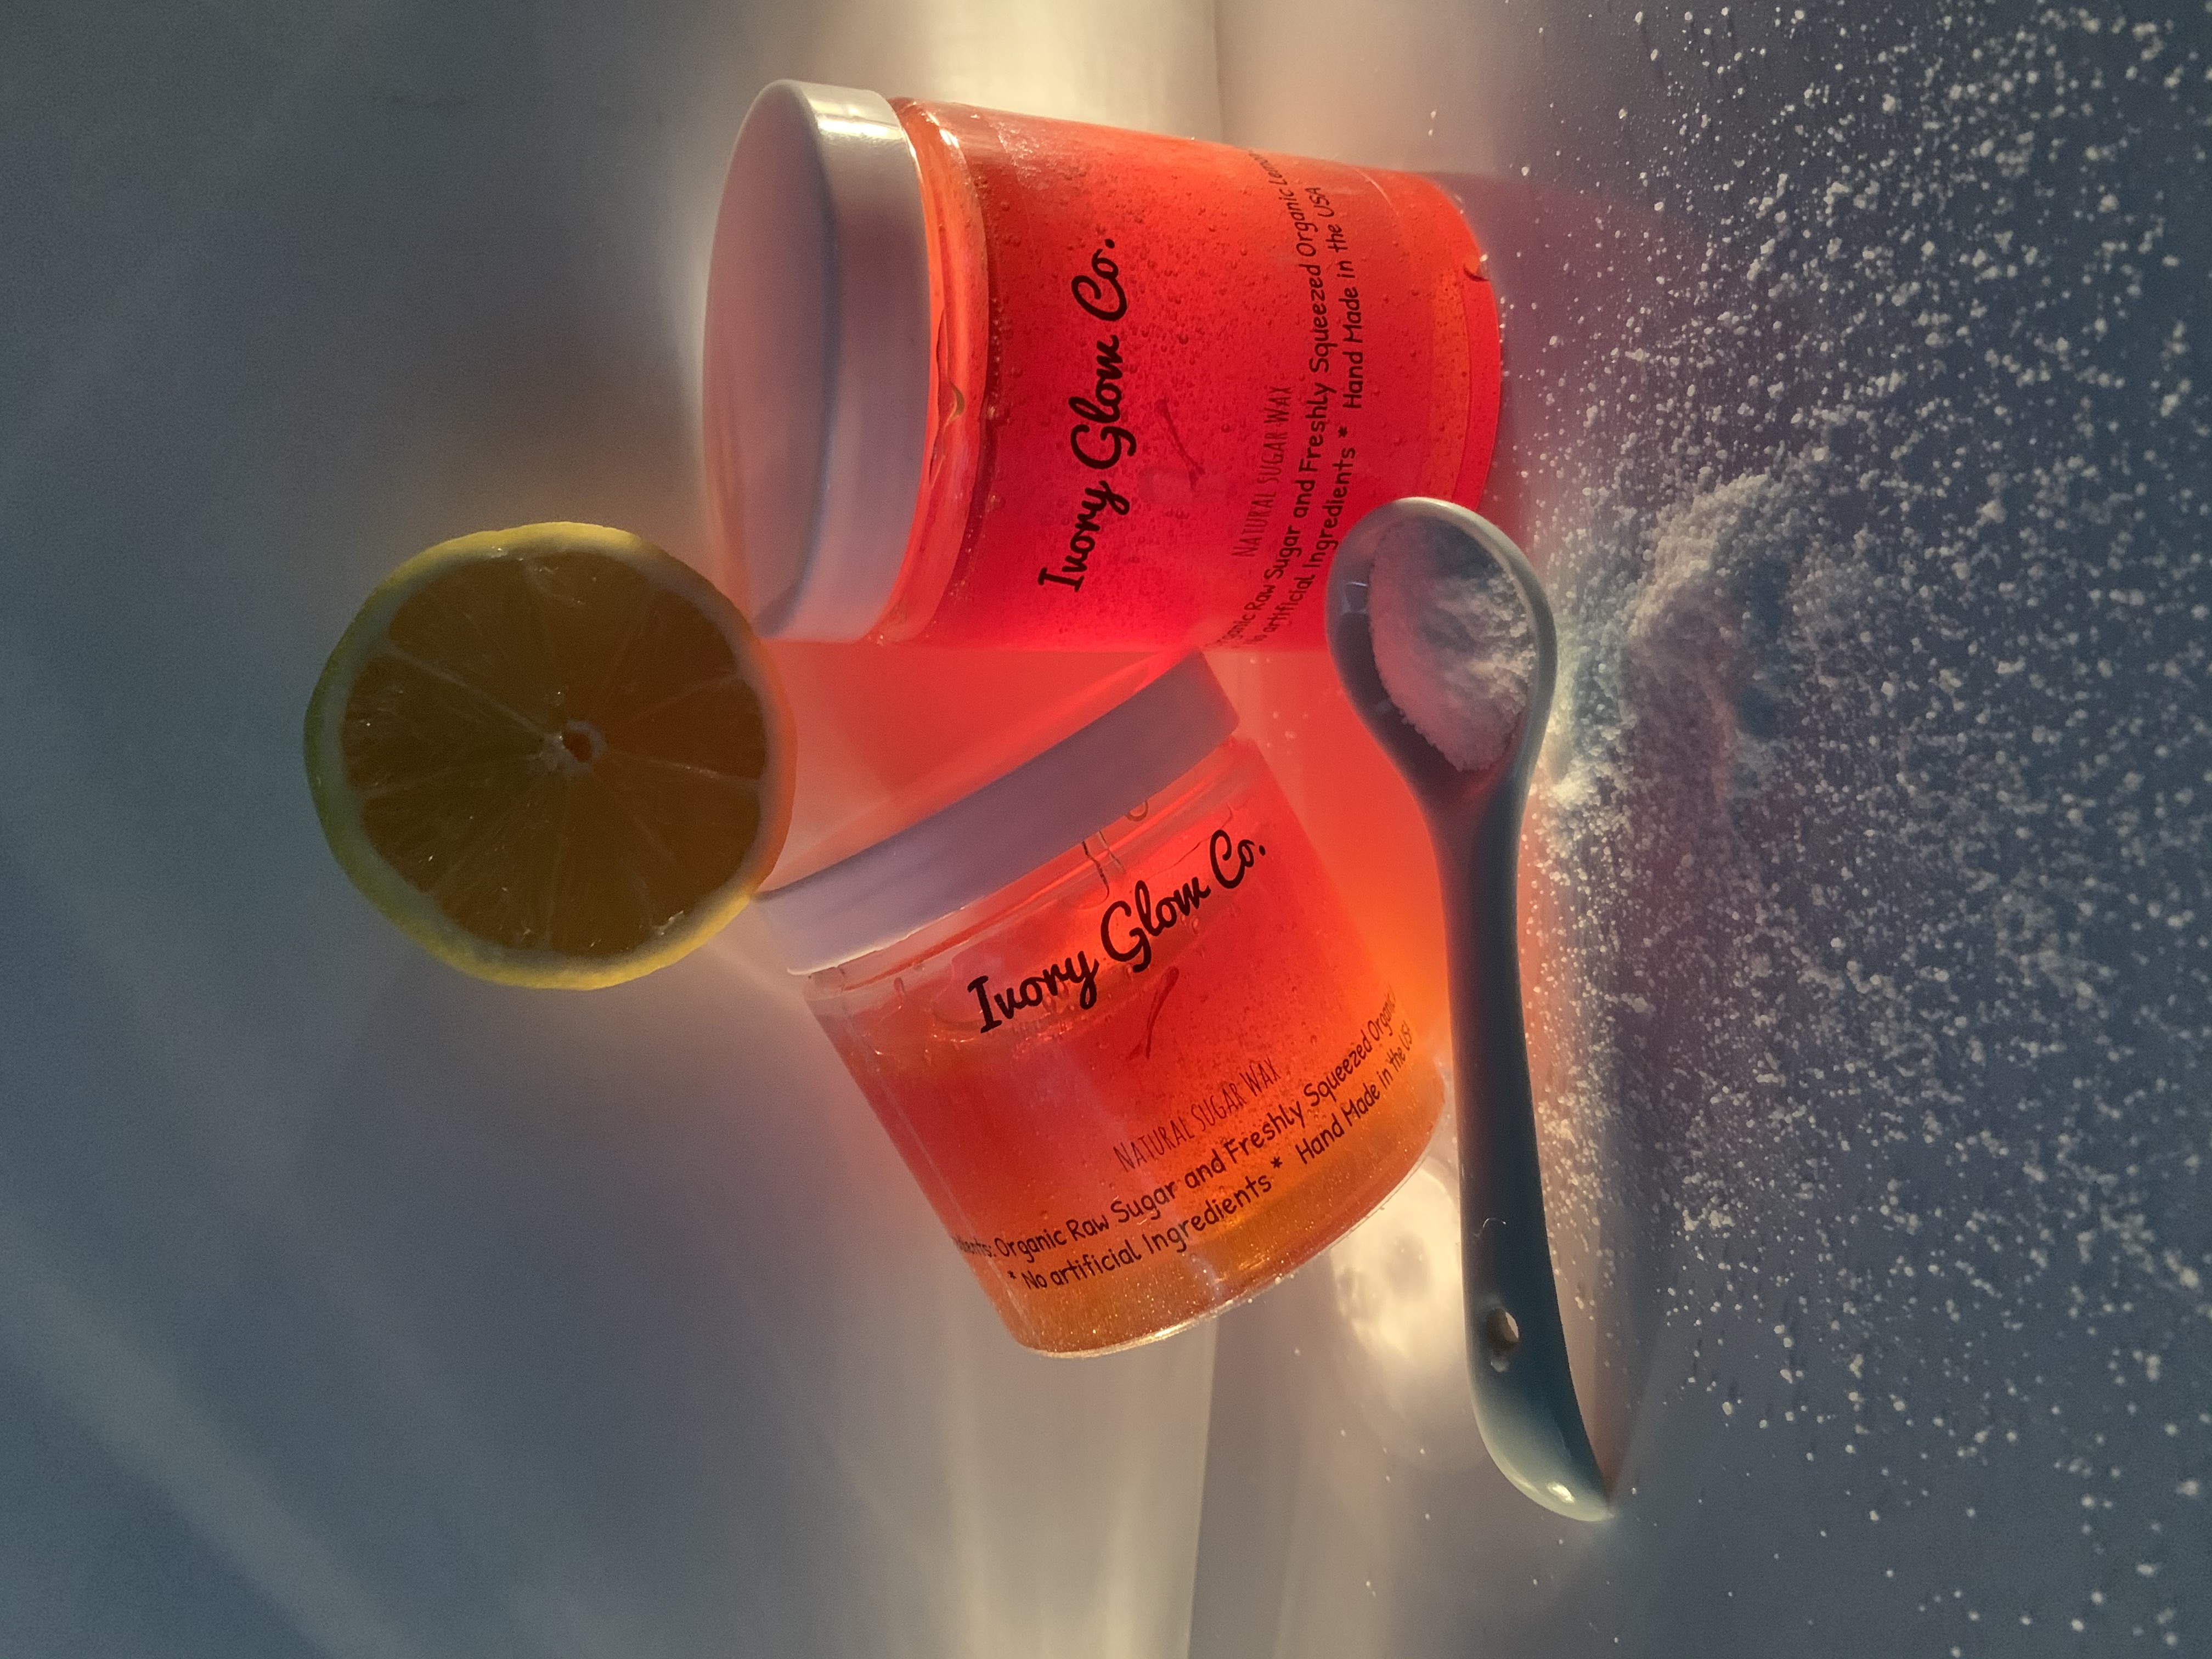 Ivory Glow Co.
NATURAL SUGAR WAX
Organic Raw Sugar and Freshly Squeezed Organic
* No artificial Ingredients * Hand Made in the USA
Ivory Glow Co.
NATURAL SUGAR WAX
Raw Sugar and Freshly Squeezed Organic Lemon
artificial Ingredients * Hand Made in the USA